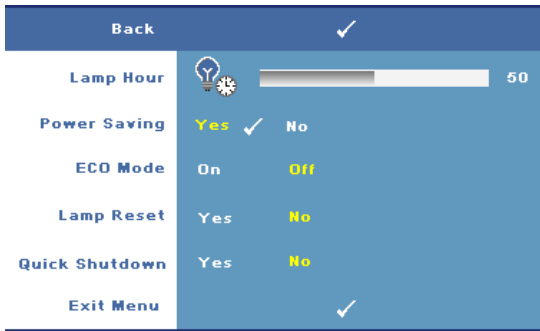 Back
Lamp Hour 50
Power Saving Yes No
ECO Mode On Off
Lamp Reset Yes No
Quick Shutdown Yes No
Exit Menu